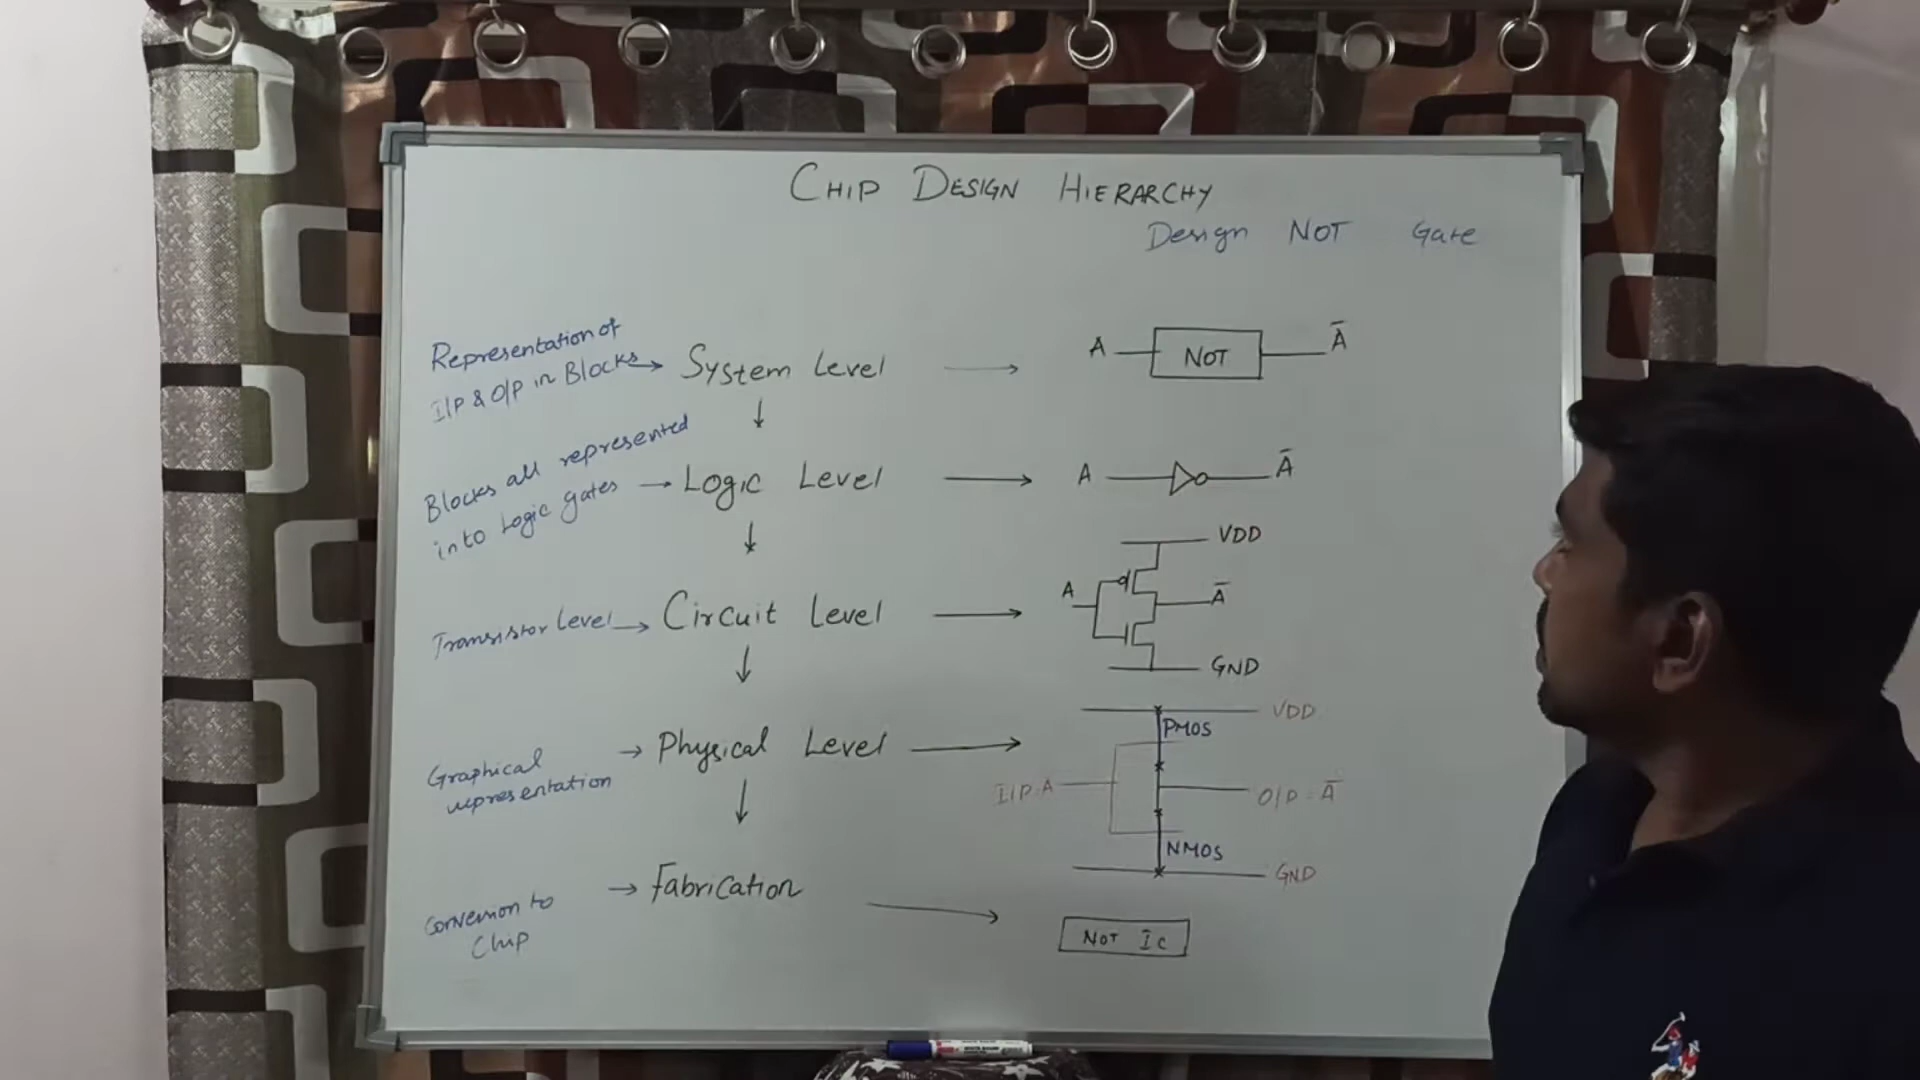 CHIP DESIGN HIERARCHY
Design NOT Gate
Representation of
I/P & O/P in Blocks → System Level → A NOT Ā
Blocks all represented
into Logic gates → Logic Level → A Ā
VDD
A Ā
Transistor Level → Circuit Level →
GND
VDD
PMOS
Graphical
representation → Physical Level →
I/P A O/P = Ā
NMOS
GND
Conversion to
Chip → Fabrication →
NOT IC